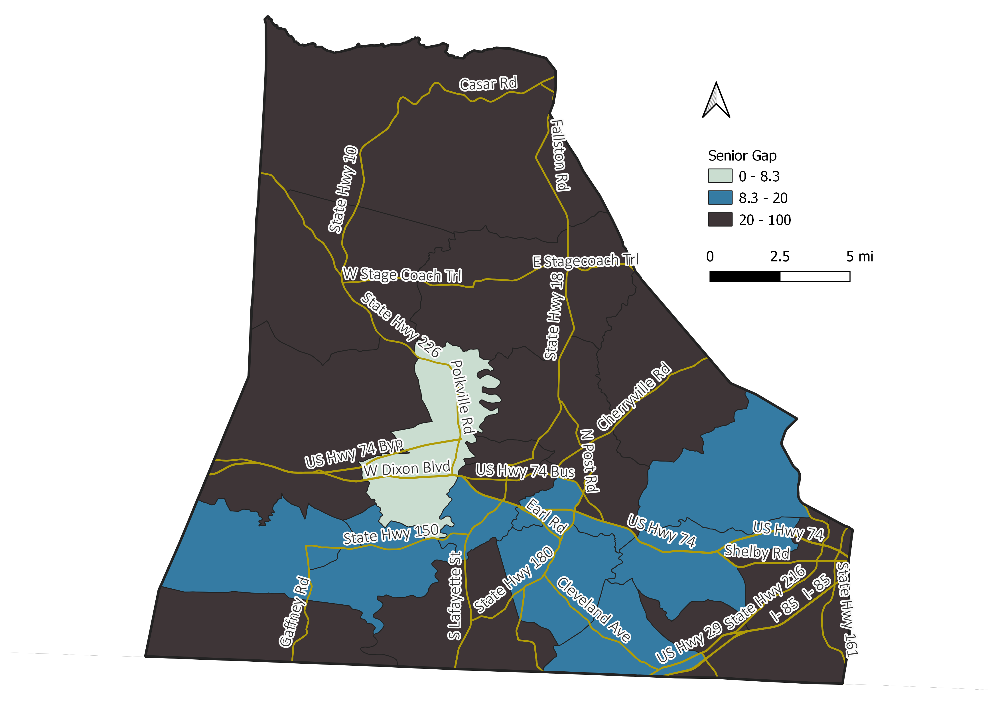 Casar Rd
Fallston Rd
State Hwy 10
Senior Gap
0 - 8.3
8.3 - 20
20 - 100
0 2.5 5 mi
E Stagecoach Trl
W Stage Coach Trl
State Hwy 18
State Hwy 226
Polkville Rd
Cherryville Rd
N Post Rd
US Hwy 74 Byp
W Dixon Blvd
US Hwy 74 Bus
Earl Rd
US Hwy 74
US Hwy 74
State Hwy 150
Shelby Rd
S Lafayette St
State Hwy 180
Gaffney Rd
Cleveland Ave
State Hwy 216
I- 85
I- 85
US Hwy 29
State Hwy 161